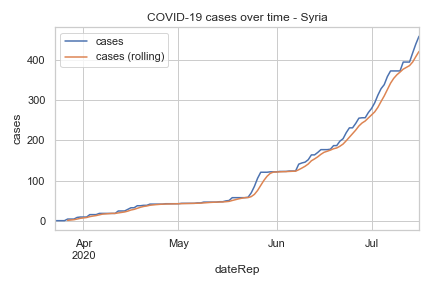 COVID-19 cases over time - Syria
cases
cases (rolling)
400
300
200
100
0
cases
Apr
2020
May
Jun
Jul
dateRep